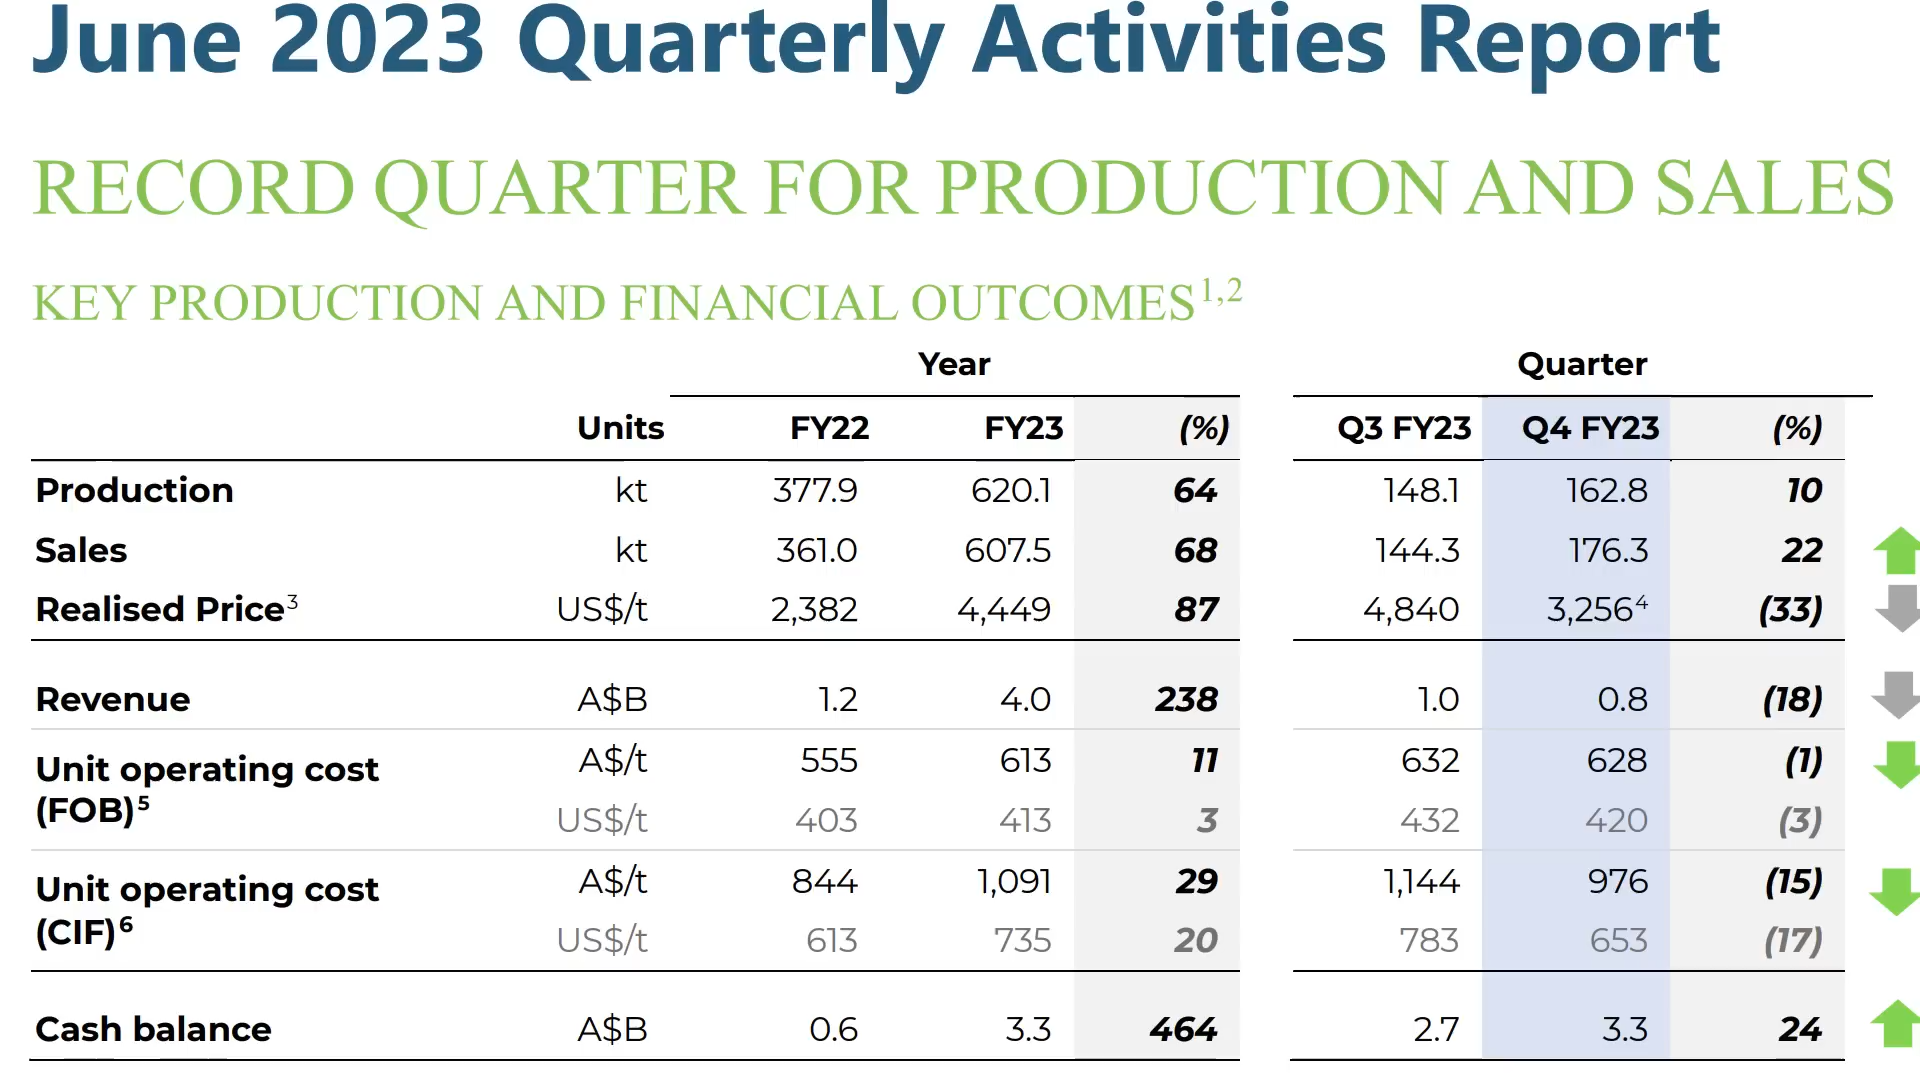 June 2023 Quarterly Activities Report
RECORD QUARTER FOR PRODUCTION AND SALES
KEY PRODUCTION AND FINANCIAL OUTCOMES1,2
Year Quarter
Units FY22 FY23 (%) Q3 FY23 Q4 FY23 (%)
Production kt 377.9 620.1 64 148.1 162.8 10
Sales kt 361.0 607.5 68 144.3 176.3 22
Realised Price3 US$/t 2,382 4,449 87 4,840 3,2564 (33)
Revenue A$B 1.2 4.0 238 1.0 0.8 (18)
Unit operating cost (FOB)5 A$/t 555 613 11 632 628 (1)
US$/t 403 413 3 432 420 (3)
Unit operating cost (CIF)6 A$/t 844 1,091 29 1,144 976 (15)
US$/t 613 735 20 783 653 (17)
Cash balance A$B 0.6 3.3 464 2.7 3.3 24